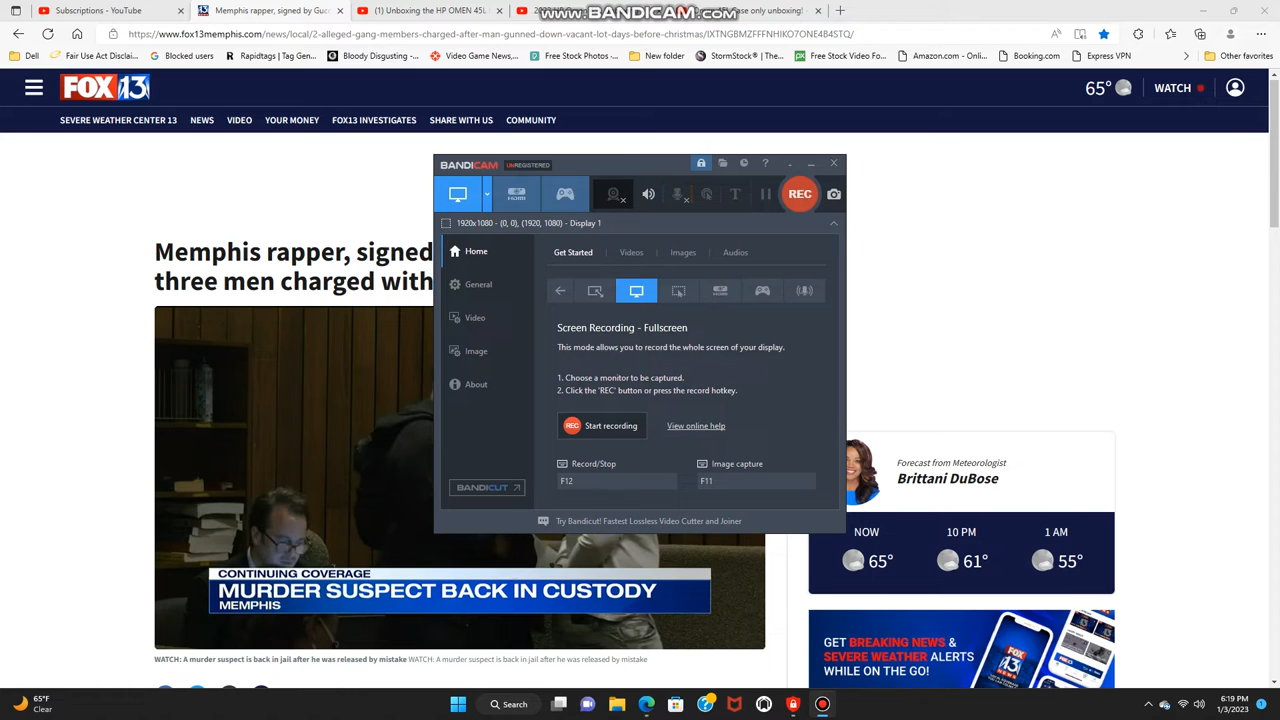 www.BANDICAM.com
Subscriptions - YouTube
Memphis rapper, signed by Gucc
(1) Unboxing the HP OMEN 45L
Case only unboxing!
https://www.fox13memphis.com/news/local/2-alleged-gang-members-charged-after-man-gunned-down-vacant-lot-days-before-christmas/IXTNGBMZFFFNHIKO7ONE4B4STQ/
Fair Use Act Disclai...
Blocked users
Rapidtags | Tag Gen...
Bloody Disgusting -...
Video Game News,...
Free Stock Photos -...
New folder
StormStock® | The...
Free Stock Video Fo...
Amazon.com - Onli...
Booking.com
Express VPN
Other favorites
FOX 13
65°
WATCH
SEVERE WEATHER CENTER 13
NEWS
VIDEO
YOUR MONEY
FOX13 INVESTIGATES
SHARE WITH US
COMMUNITY
Memphis rapper, signed
three men charged with
BANDICAM
UNREGISTERED
HDMI
REC
1920x1080 - (0, 0), (1920, 1080) - Display 1
Home
General
Video
Image
About
BANDICUT
Get Started
Videos
Images
Audios
Screen Recording - Fullscreen
This mode allows you to record the whole screen of your display.
1. Choose a monitor to be captured.
2. Click the 'REC' button or press the record hotkey.
REC Start recording
View online help
Record/Stop
Image capture
F12
F11
Try Bandicut! Fastest Lossless Video Cutter and Joiner
CONTINUING COVERAGE
MURDER SUSPECT BACK IN CUSTODY
MEMPHIS
WATCH: A murder suspect is back in jail after he was released by mistake WATCH: A murder suspect is back in jail after he was released by mistake
Forecast from Meteorologist
Brittani DuBose
NOW
10 PM
1 AM
65°
61°
55°
GET BREAKING NEWS &
SEVERE WEATHER ALERTS
WHILE ON THE GO!
FOX
13
NEWS
65°F
Clear
Search
6:19 PM
1/3/2023
1